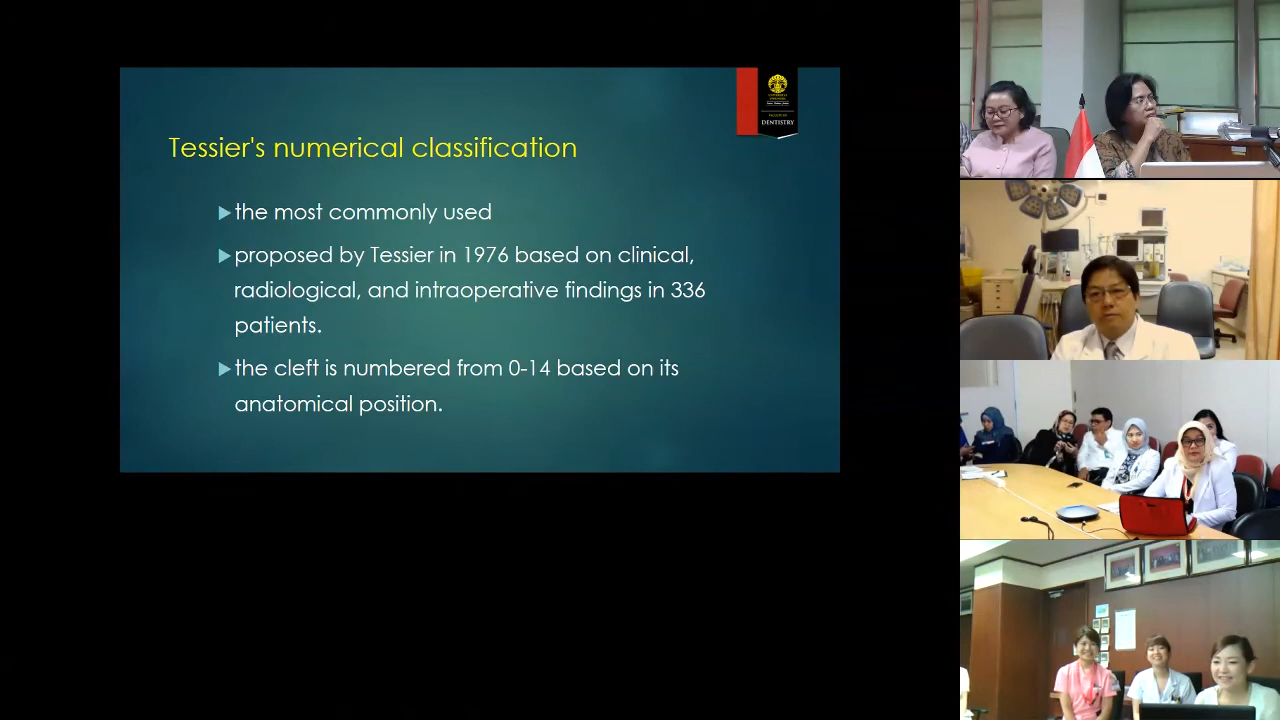 DENTISTRY
Tessier's numerical classification
the most commonly used
proposed by Tessier in 1976 based on clinical,
radiological, and intraoperative findings in 336
patients.
the cleft is numbered from 0-14 based on its
anatomical position.